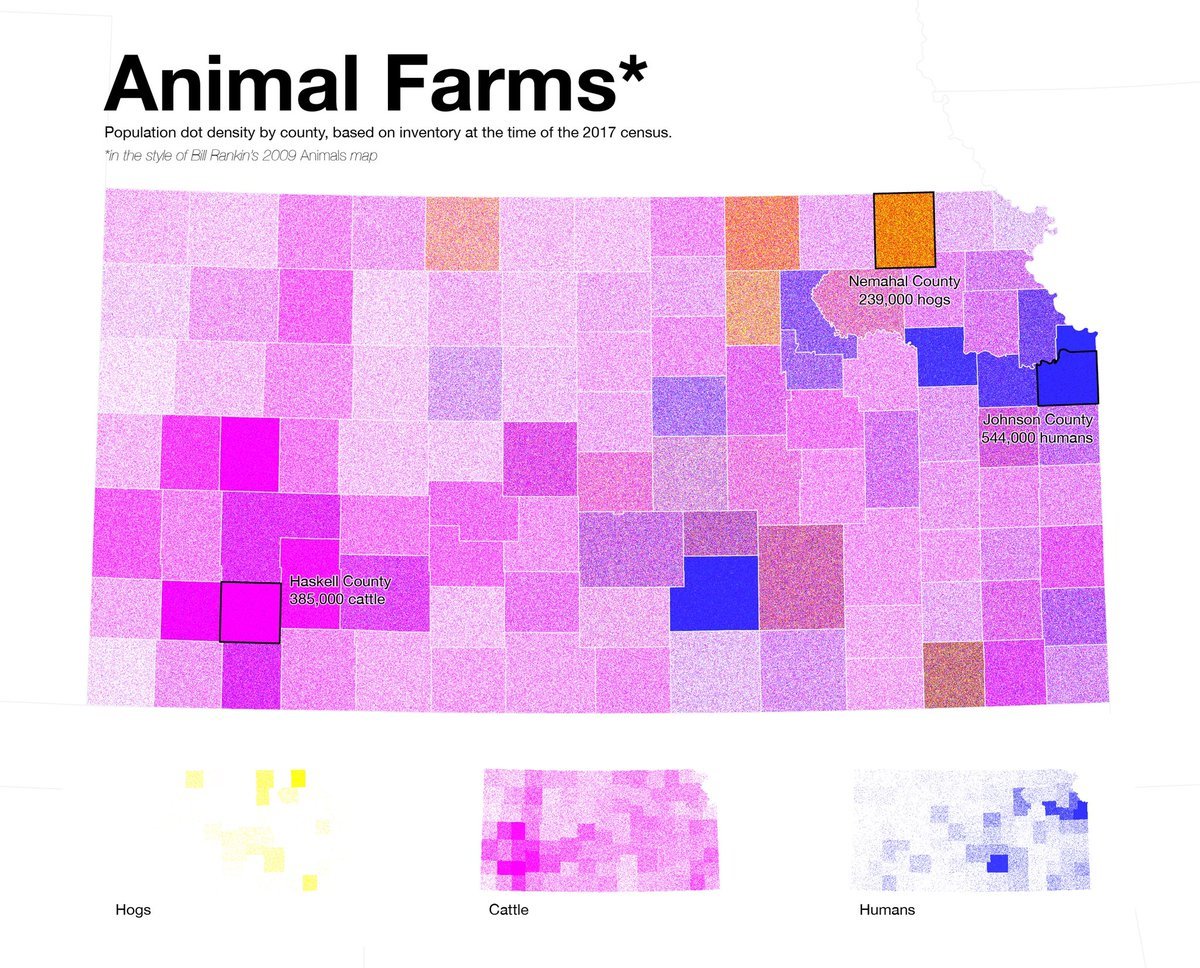 Animal Farms*
Population dot density by county, based on inventory at the time of the 2017 census.
*in the style of Bill Rankin's 2009 Animals map
Nemahal County
239,000 hogs
Johnson County
544,000 humans
Haskell County
385,000 cattle
Hogs
Cattle
Humans